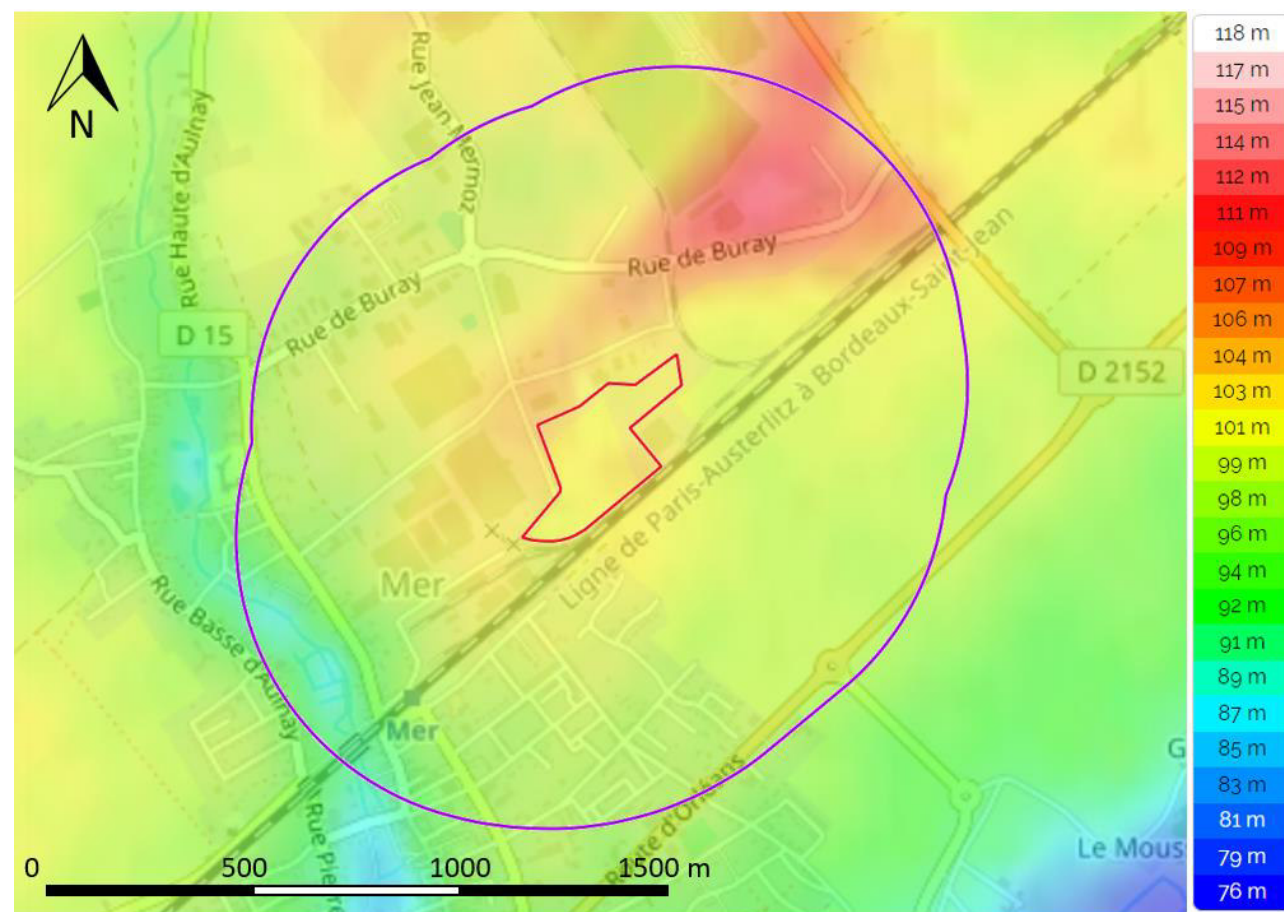 N
Rue Jean Mermoz
Rue Haute d'Aulnay
D 15
Rue de Buray
Rue de Buray
Ligne de Paris-Austerlitz à Bordeaux-Saint-Jean
D 2152
Mer
Rue Basse d'Aulnay
Mer
Route d'Orléans
Le Mous
G
Rue Pie
0 500 1000 1500 m
118 m
117 m
115 m
114 m
112 m
111 m
109 m
107 m
106 m
104 m
103 m
101 m
99 m
98 m
96 m
94 m
92 m
91 m
89 m
87 m
85 m
83 m
81 m
79 m
76 m